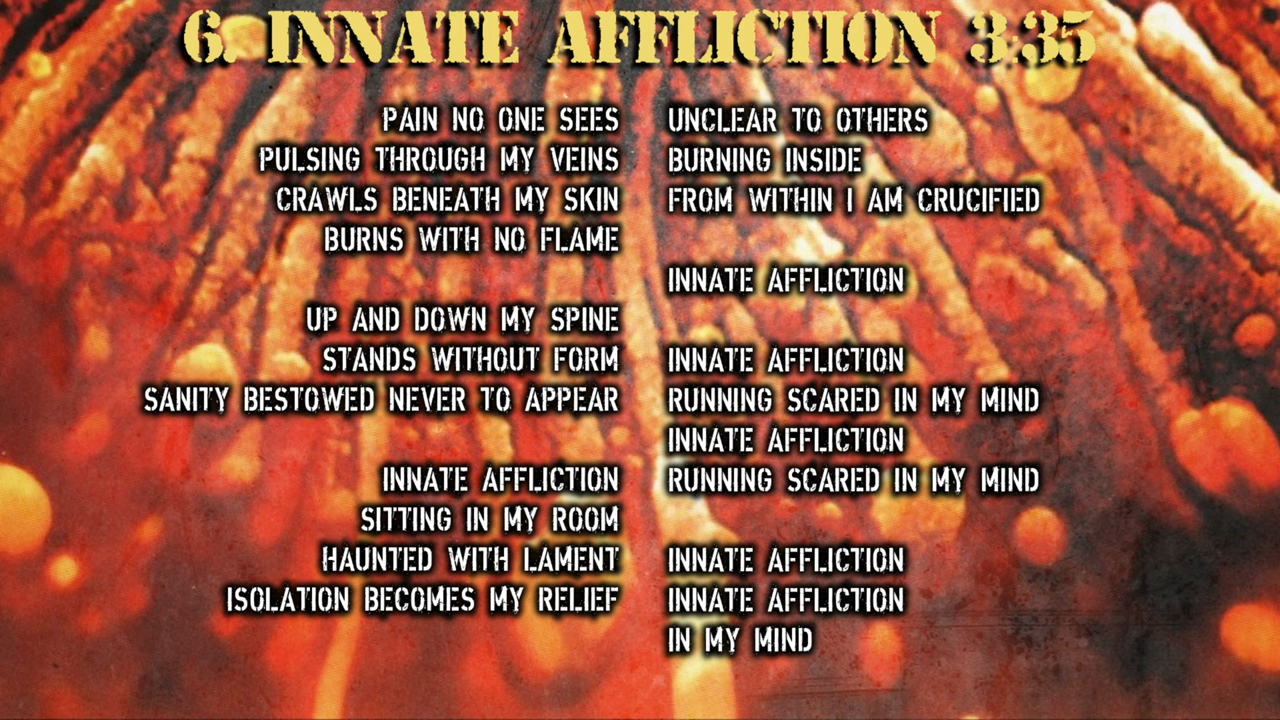 6. INNATE AFFLICTION 3:35
PAIN NO ONE SEES
PULSING THROUGH MY VEINS
CRAWLS BENEATH MY SKIN
BURNS WITH NO FLAME
UP AND DOWN MY SPINE
STANDS WITHOUT FORM
SANITY BESTOWED NEVER TO APPEAR
INNATE AFFLICTION
SITTING IN MY ROOM
HAUNTED WITH LAMENT
ISOLATION BECOMES MY RELIEF
UNCLEAR TO OTHERS
BURNING INSIDE
FROM WITHIN I AM CRUCIFIED
INNATE AFFLICTION
INNATE AFFLICTION
RUNNING SCARED IN MY MIND
INNATE AFFLICTION
RUNNING SCARED IN MY MIND
INNATE AFFLICTION
INNATE AFFLICTION
IN MY MIND